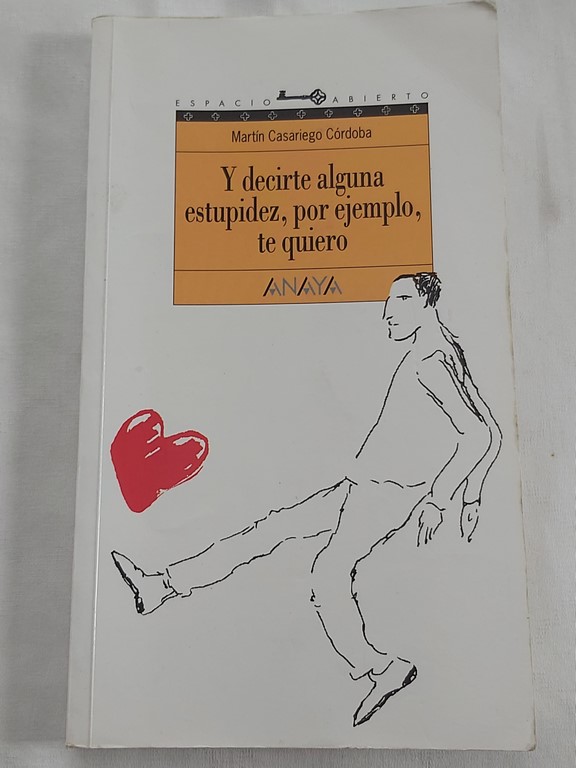 ESPACIO ABIERTO
Martín Casariego Córdoba
Y decirte alguna
estupidez, por ejemplo,
te quiero
ANAYA